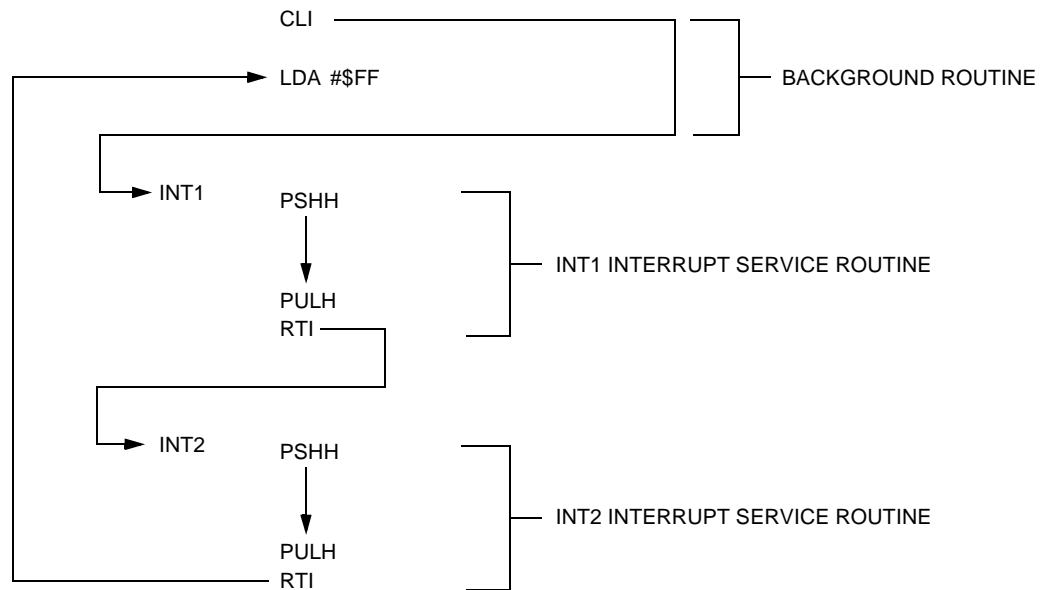 CLI
LDA #$FF
BACKGROUND ROUTINE
INT1
PSHH
INT1 INTERRUPT SERVICE ROUTINE
PULH
RTI
INT2
PSHH
INT2 INTERRUPT SERVICE ROUTINE
PULH
RTI